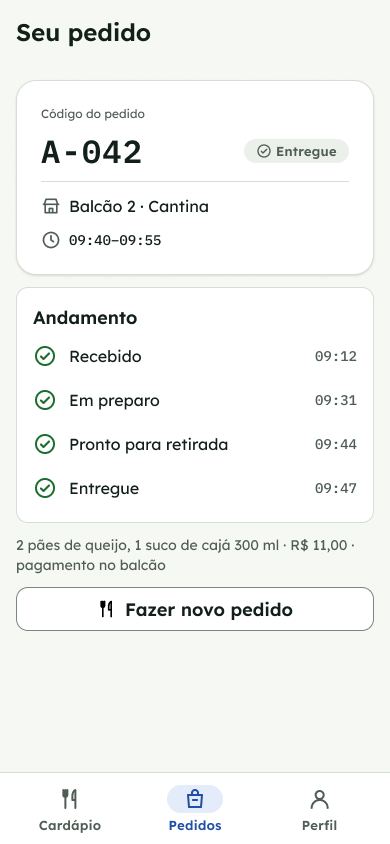 Seu pedido
Código do pedido
A-042
Entregue
Balcão 2 · Cantina
09:40–09:55
Andamento
Recebido 09:12
Em preparo 09:31
Pronto para retirada 09:44
Entregue 09:47
2 pães de queijo, 1 suco de cajá 300 ml · R$ 11,00 ·
pagamento no balcão
Fazer novo pedido
Cardápio Pedidos Perfil